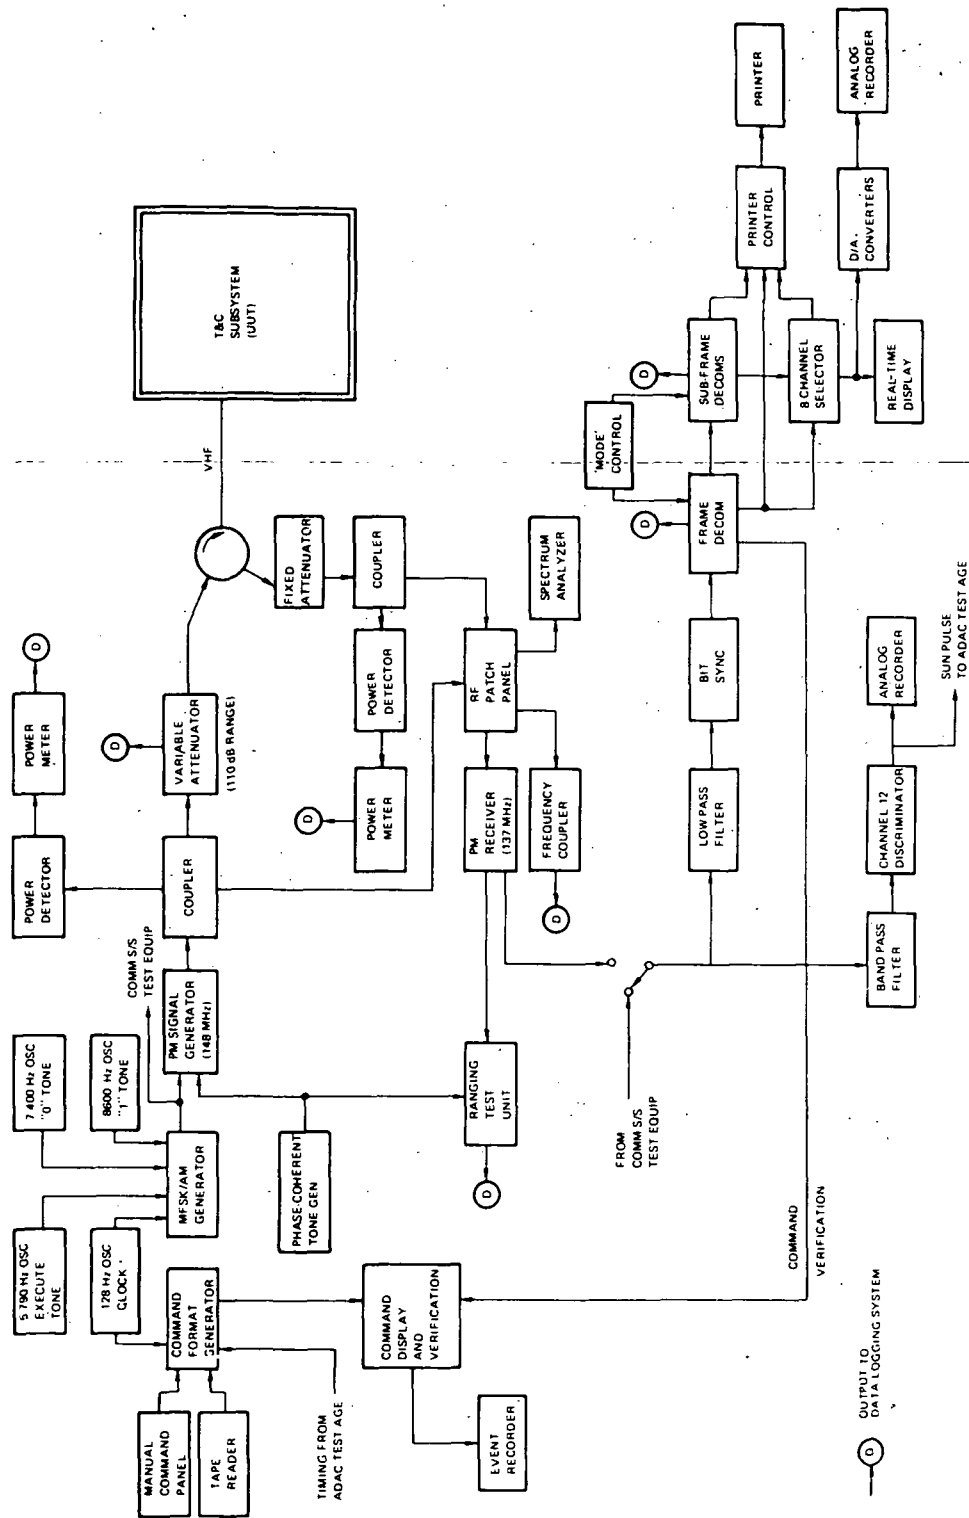 MANUAL
COMMAND
PANEL
TAPE
READER
TIMING FROM
ADAC TEST AGE
5 790 Hz OSC
EXECUTE
TONE
128 Hz OSC
CLOCK
COMMAND
FORMAT
GENERATOR
7 400 Hz OSC
"0" TONE
8600 Hz OSC
"1" TONE
MFSK/AM
GENERATOR
COMM S/S
TEST EQUIP
PHASE-COHERENT
TONE GEN
PM SIGNAL
GENERATOR
(148 MHz)
COUPLER
POWER
DETECTOR
POWER
METER
D
VARIABLE
ATTENUATOR
(110 dB RANGE)
D
VHF
T&C
SUBSYSTEM
(UUT)
FIXED
ATTENUATOR
COUPLER
POWER
DETECTOR
POWER
METER
D
RF
PATCH
PANEL
SPECTRUM
ANALYZER
PM
RECEIVER
(137 MHz)
FREQUENCY
COUPLER
D
RANGING
TEST
UNIT
D
COMMAND
DISPLAY
AND
VERIFICATION
EVENT
RECORDER
FROM
COMM S/S
TEST EQUIP
LOW PASS
FILTER
BIT
SYNC
FRAME
DECOM
D
'MODE'
CONTROL
SUB-FRAME
DECOMS
D
8 CHANNEL
SELECTOR
REAL-TIME
DISPLAY
PRINTER
CONTROL
PRINTER
D/A.
CONVERTERS
ANALOG
RECORDER
BAND PASS
FILTER
CHANNEL 12
DISCRIMINATOR
ANALOG
RECORDER
SUN PULSE
TO ADAC TEST AGE
COMMAND
VERIFICATION
D
OUTPUT TO
DATA LOGGING SYSTEM